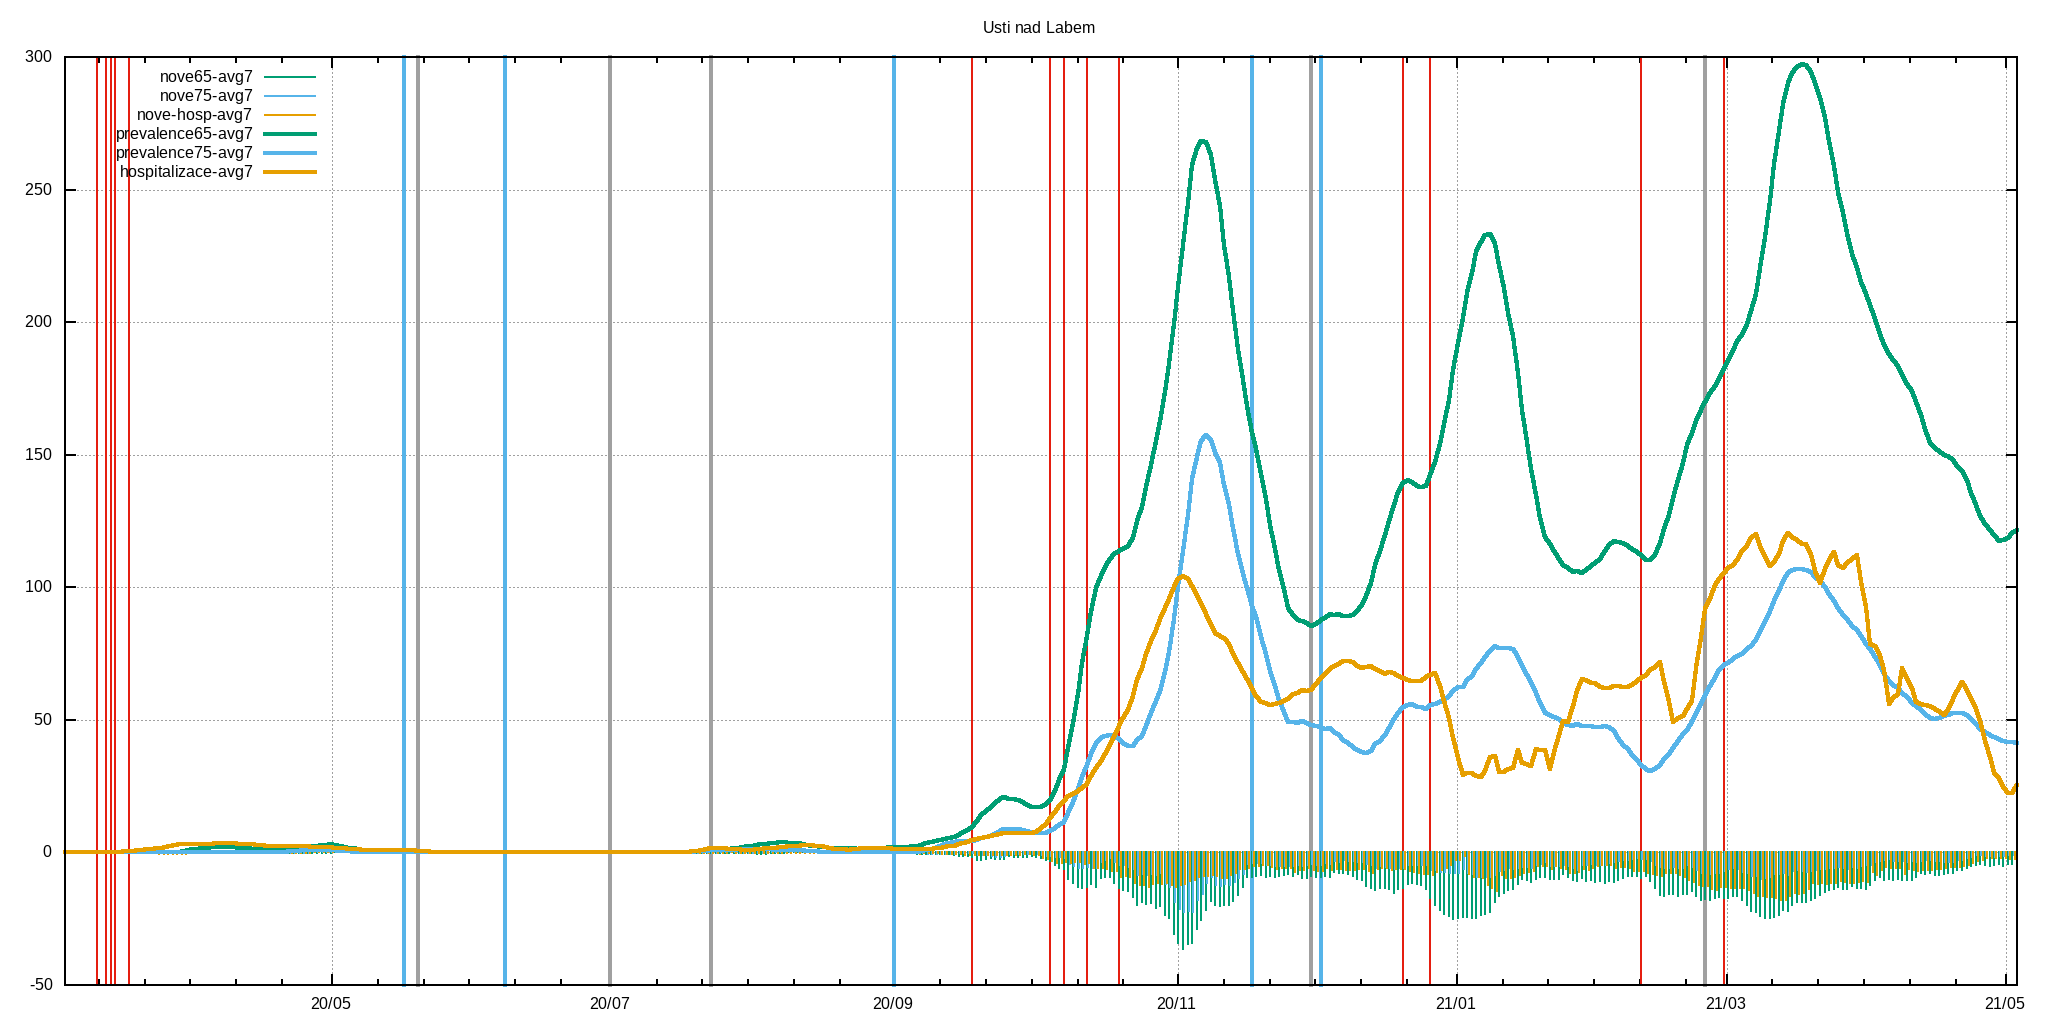 Usti nad Labem
300
250
200
150
100
50
0
-50
nove65-avg7
nove75-avg7
nove-hosp-avg7
prevalence65-avg7
prevalence75-avg7
hospitalizace-avg7
20/05
20/07
20/09
20/11
21/01
21/03
21/05